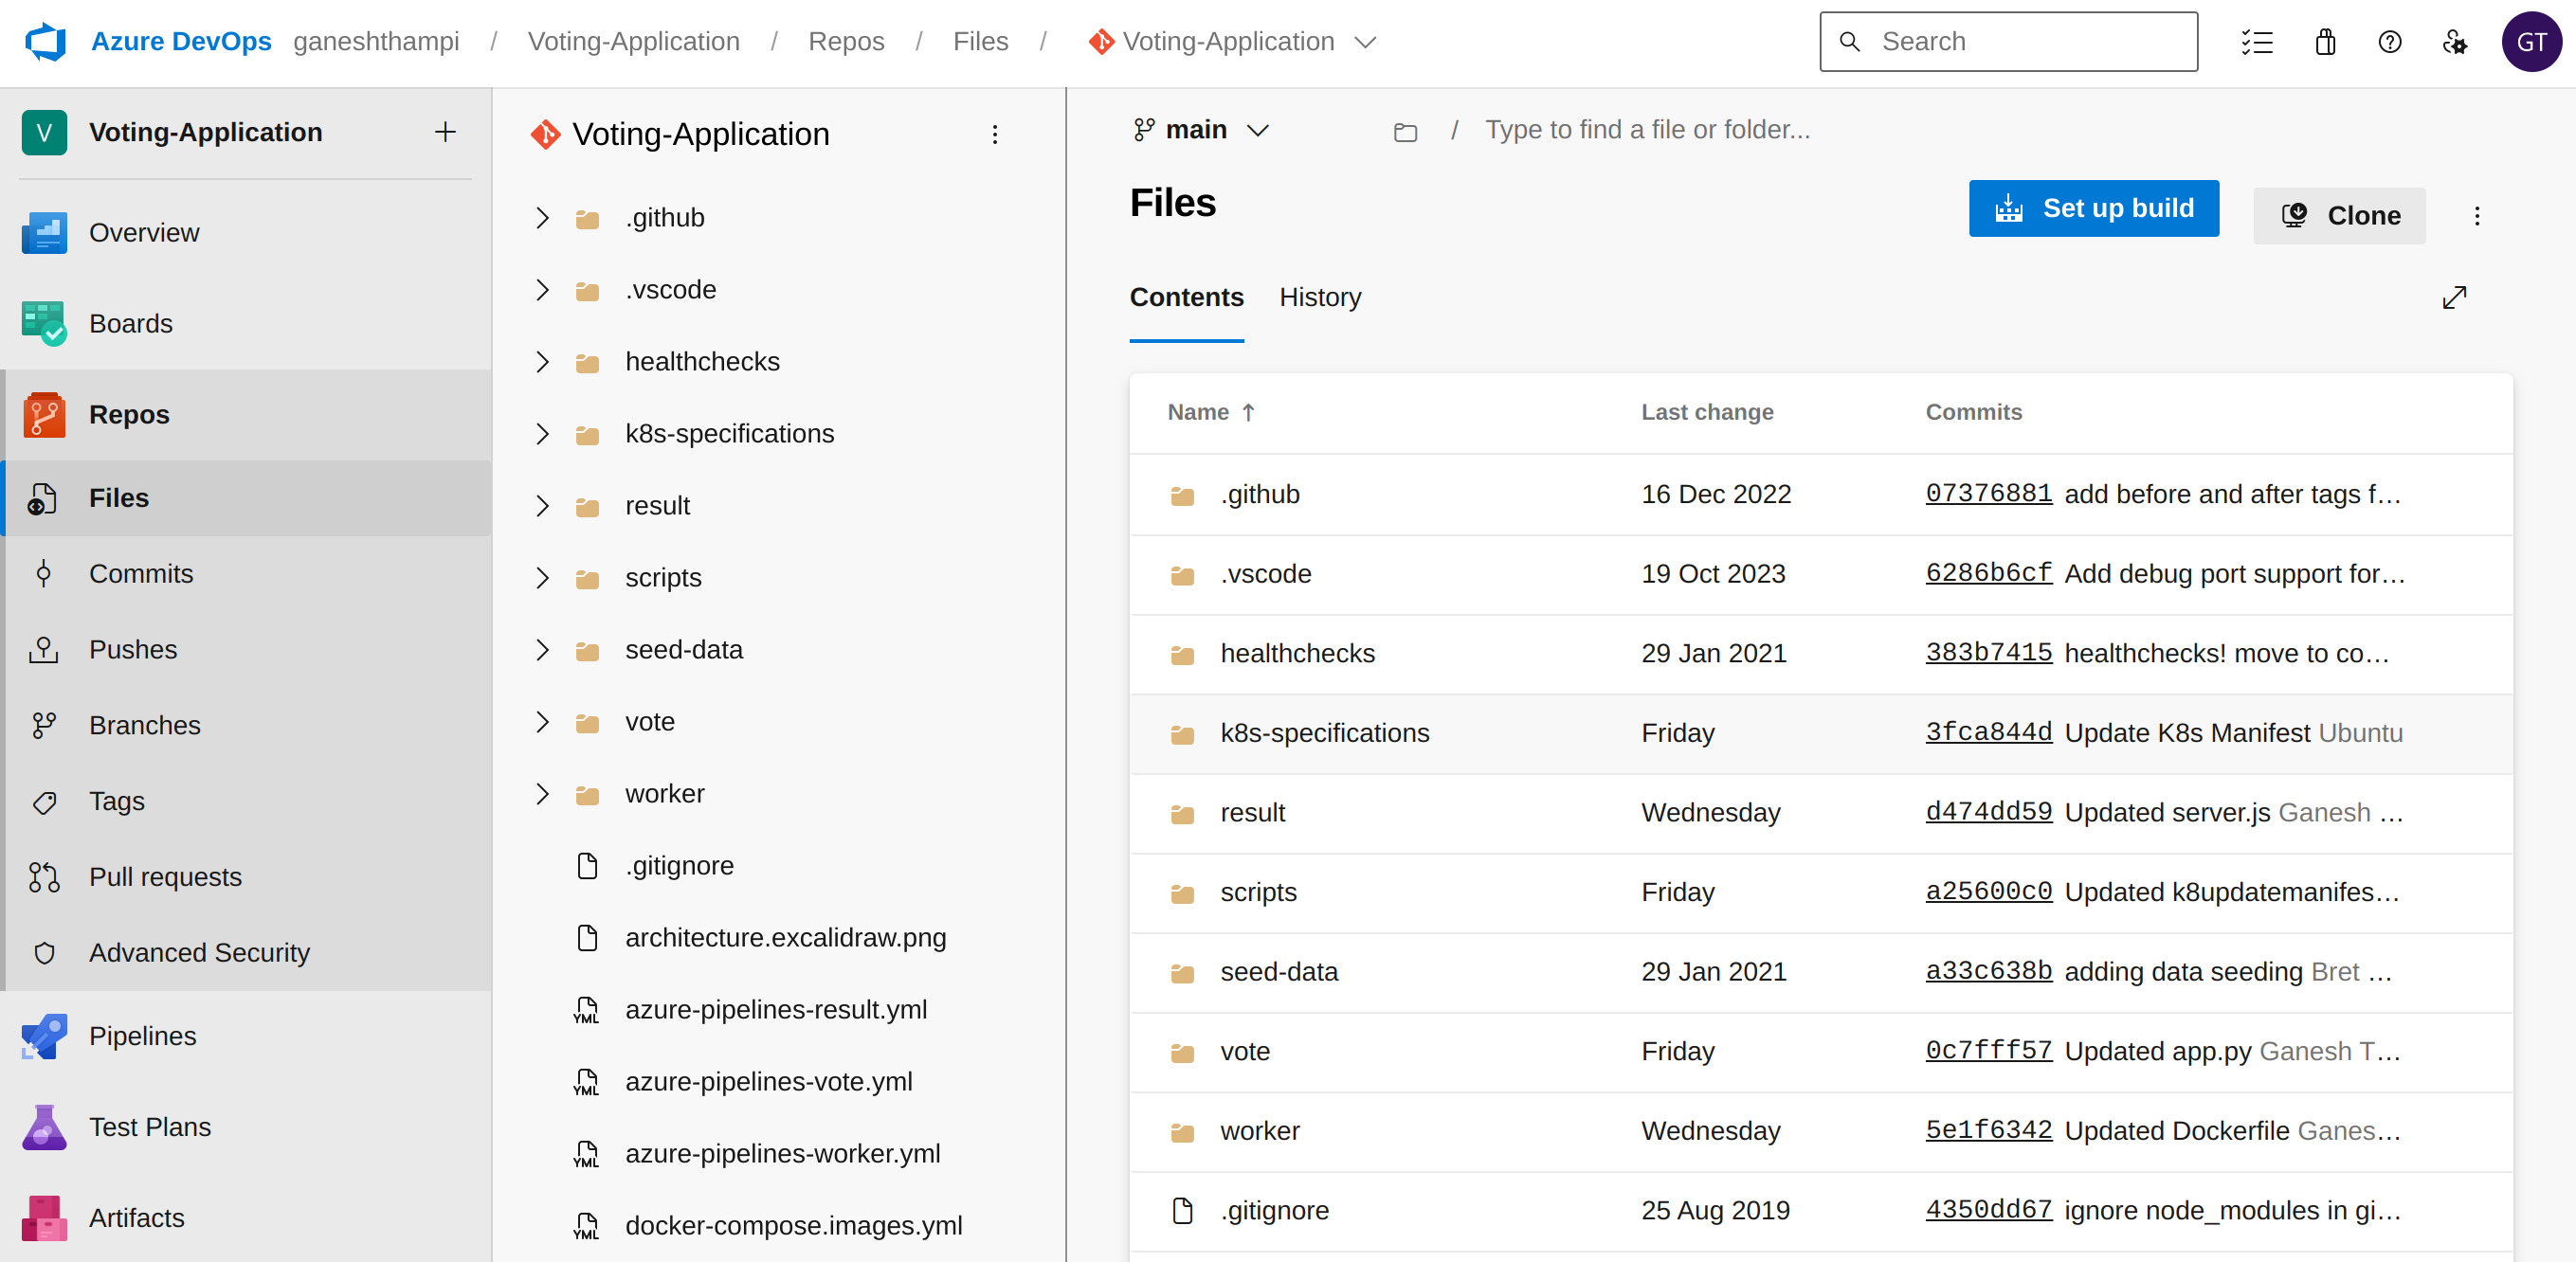 Azure DevOps ganeshthampi / Voting-Application / Repos / Files / Voting-Application
Search
GT
V Voting-Application
Overview
Boards
Repos
Files
Commits
Pushes
Branches
Tags
Pull requests
Advanced Security
Pipelines
Test Plans
Artifacts
Voting-Application
.github
.vscode
healthchecks
k8s-specifications
result
scripts
seed-data
vote
worker
.gitignore
architecture.excalidraw.png
YML azure-pipelines-result.yml
YML azure-pipelines-vote.yml
YML azure-pipelines-worker.yml
YML docker-compose.images.yml
main / Type to find a file or folder...
Files
Set up build
Clone
Contents History
Name ↑ Last change Commits
.github 16 Dec 2022 07376881 add before and after tags f…
.vscode 19 Oct 2023 6286b6cf Add debug port support for…
healthchecks 29 Jan 2021 383b7415 healthchecks! move to co…
k8s-specifications Friday 3fca844d Update K8s Manifest Ubuntu
result Wednesday d474dd59 Updated server.js Ganesh …
scripts Friday a25600c0 Updated k8updatemanifes…
seed-data 29 Jan 2021 a33c638b adding data seeding Bret …
vote Friday 0c7fff57 Updated app.py Ganesh T…
worker Wednesday 5e1f6342 Updated Dockerfile Ganes…
.gitignore 25 Aug 2019 4350dd67 ignore node_modules in gi…